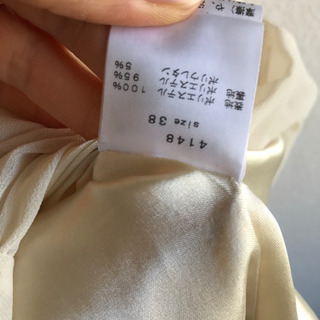 4148
size 38
表地 ポリエステル 100%
裏地 ポリエステル 95%
ポリウレタン 5%